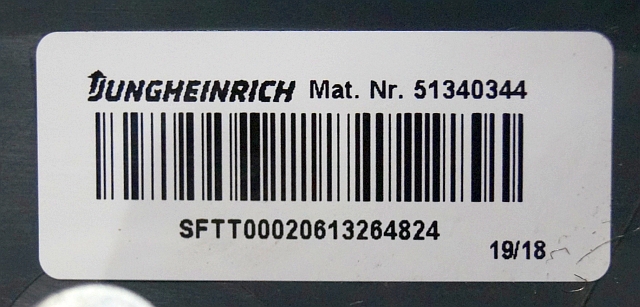 JUNGHEINRICH Mat. Nr. 51340344
SFTT00020613264824
19/18